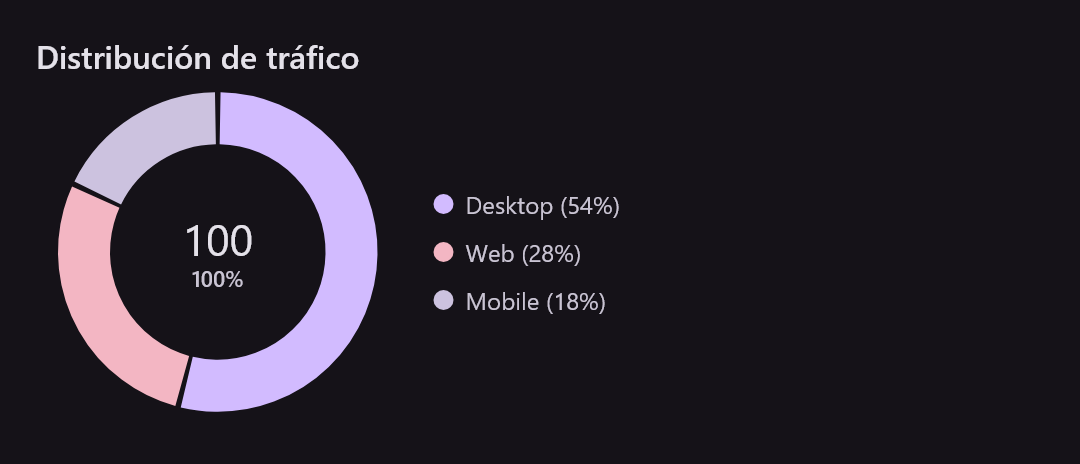 Distribución de tráfico
100
100%
Desktop (54%)
Web (28%)
Mobile (18%)